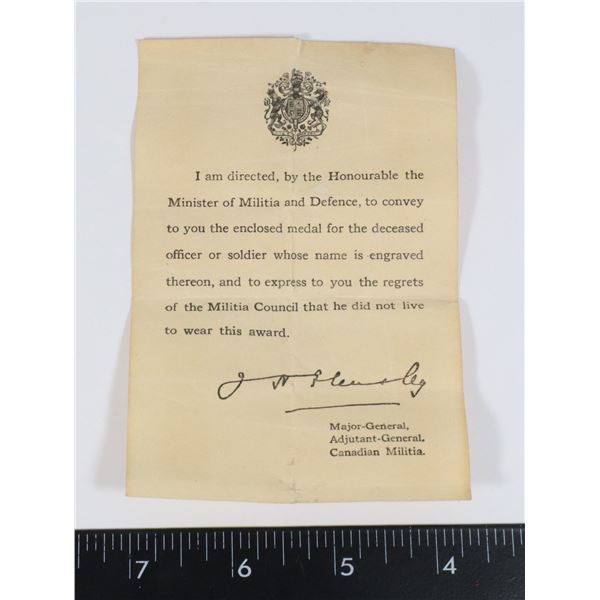 I am directed, by the Honourable the
Minister of Militia and Defence, to convey
to you the enclosed medal for the deceased
officer or soldier whose name is engraved
thereon, and to express to you the regrets
of the Militia Council that he did not live
to wear this award.
Major-General,
Adjutant-General.
Canadian Militia.
7 6 5 4